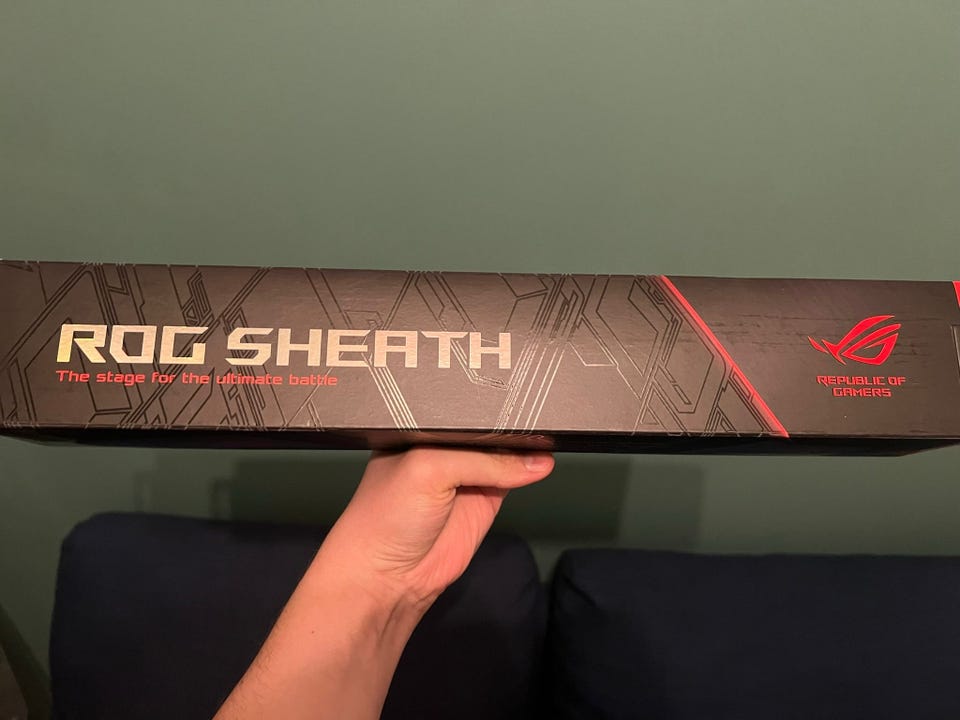 ROG SHEATH
The stage for the ultimate battle
REPUBLIC OF
GAMERS